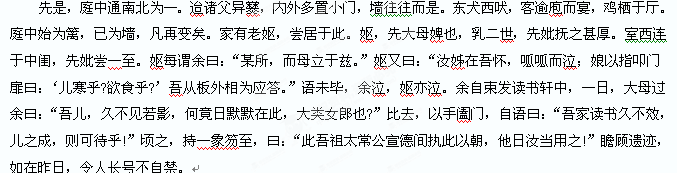 先是，庭中通南北为一。迨诸父异爨，内外多置小门，墙往往而是。东犬西吠，客逾庖而宴，鸡栖于厅。
庭中始为篱，已为墙，凡再变矣。家有老妪，尝居于此。妪，先大母婢也，乳二世，先妣抚之甚厚。室西连
于中闺，先妣尝一至。妪每谓余曰：“某所，而母立于兹。”妪又曰：“汝姊在吾怀，呱呱而泣；娘以指叩门
扉曰：‘儿寒乎?欲食乎?’吾从板外相为应答。”语未毕，余泣，妪亦泣。余自束发读书轩中，一日，大母过
余曰：“吾儿，久不见若影，何竟日默默在此，大类女郎也?”比去，以手阖门，自语曰：“吾家读书久不效，
儿之成，则可待乎!”顷之，持一象笏至，曰：“此吾祖太常公宣德间执此以朝，他日汝当用之!”瞻顾遗迹，
如在昨日，令人长号不自禁。